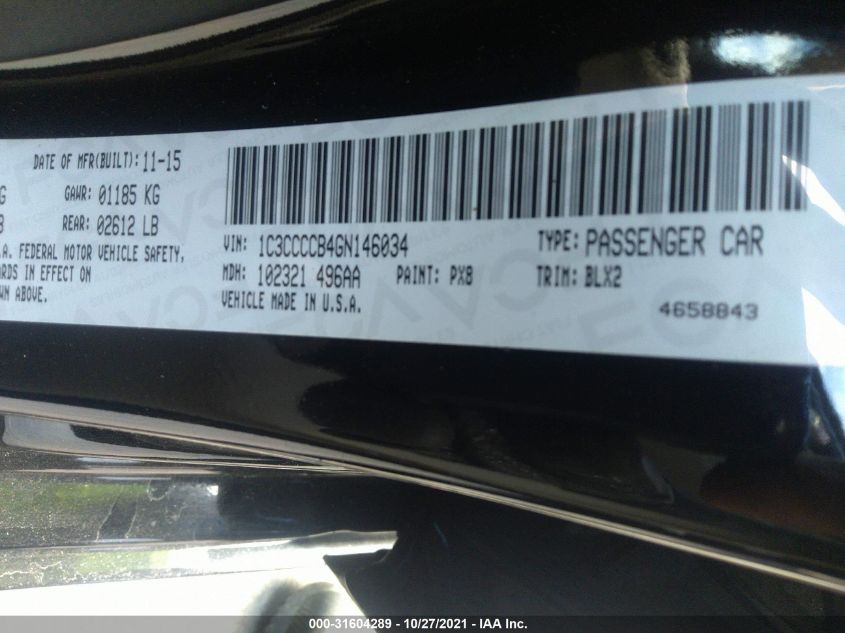 DATE OF MFR(BUILT): 11-15
G GAWR: 01185 KG
B REAR: 02612 LB
.A. FEDERAL MOTOR VEHICLE SAFETY,
ARDS IN EFFECT ON
WN ABOVE.
VIN: 1C3CCCCB4GN146034 TYPE: PASSENGER CAR
MDH: 102321 496AA PAINT: PX8 TRIM: BLX2
VEHICLE MADE IN U.S.A.
4658843
000-31604289 - 10/27/2021 - IAA Inc.